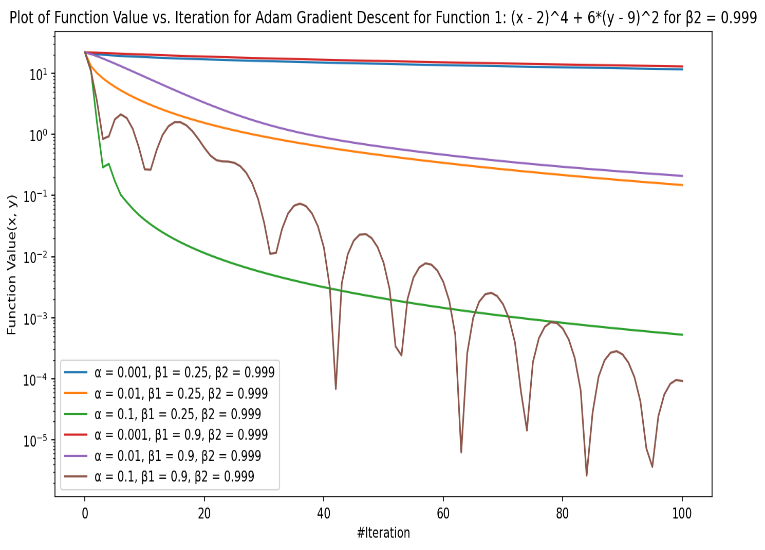 Plot of Function Value vs. Iteration for Adam Gradient Descent for Function 1: (x - 2)^4 + 6*(y - 9)^2 for β2 = 0.999
10^1
10^0
10^-1
10^-2
10^-3
10^-4
10^-5
Function Value(x, y)
α = 0.001, β1 = 0.25, β2 = 0.999
α = 0.01, β1 = 0.25, β2 = 0.999
α = 0.1, β1 = 0.25, β2 = 0.999
α = 0.001, β1 = 0.9, β2 = 0.999
α = 0.01, β1 = 0.9, β2 = 0.999
α = 0.1, β1 = 0.9, β2 = 0.999
0 20 40 60 80 100
#Iteration